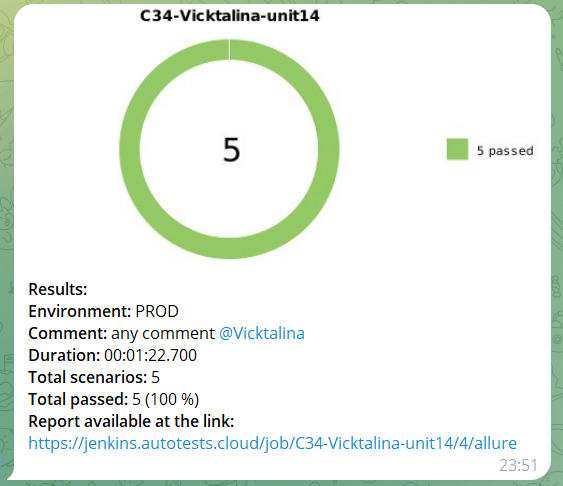 C34-Vicktalina-unit14
5
5 passed
Results:
Environment: PROD
Comment: any comment @Vicktalina
Duration: 00:01:22.700
Total scenarios: 5
Total passed: 5 (100 %)
Report available at the link:
https://jenkins.autotests.cloud/job/C34-Vicktalina-unit14/4/allure
23:51